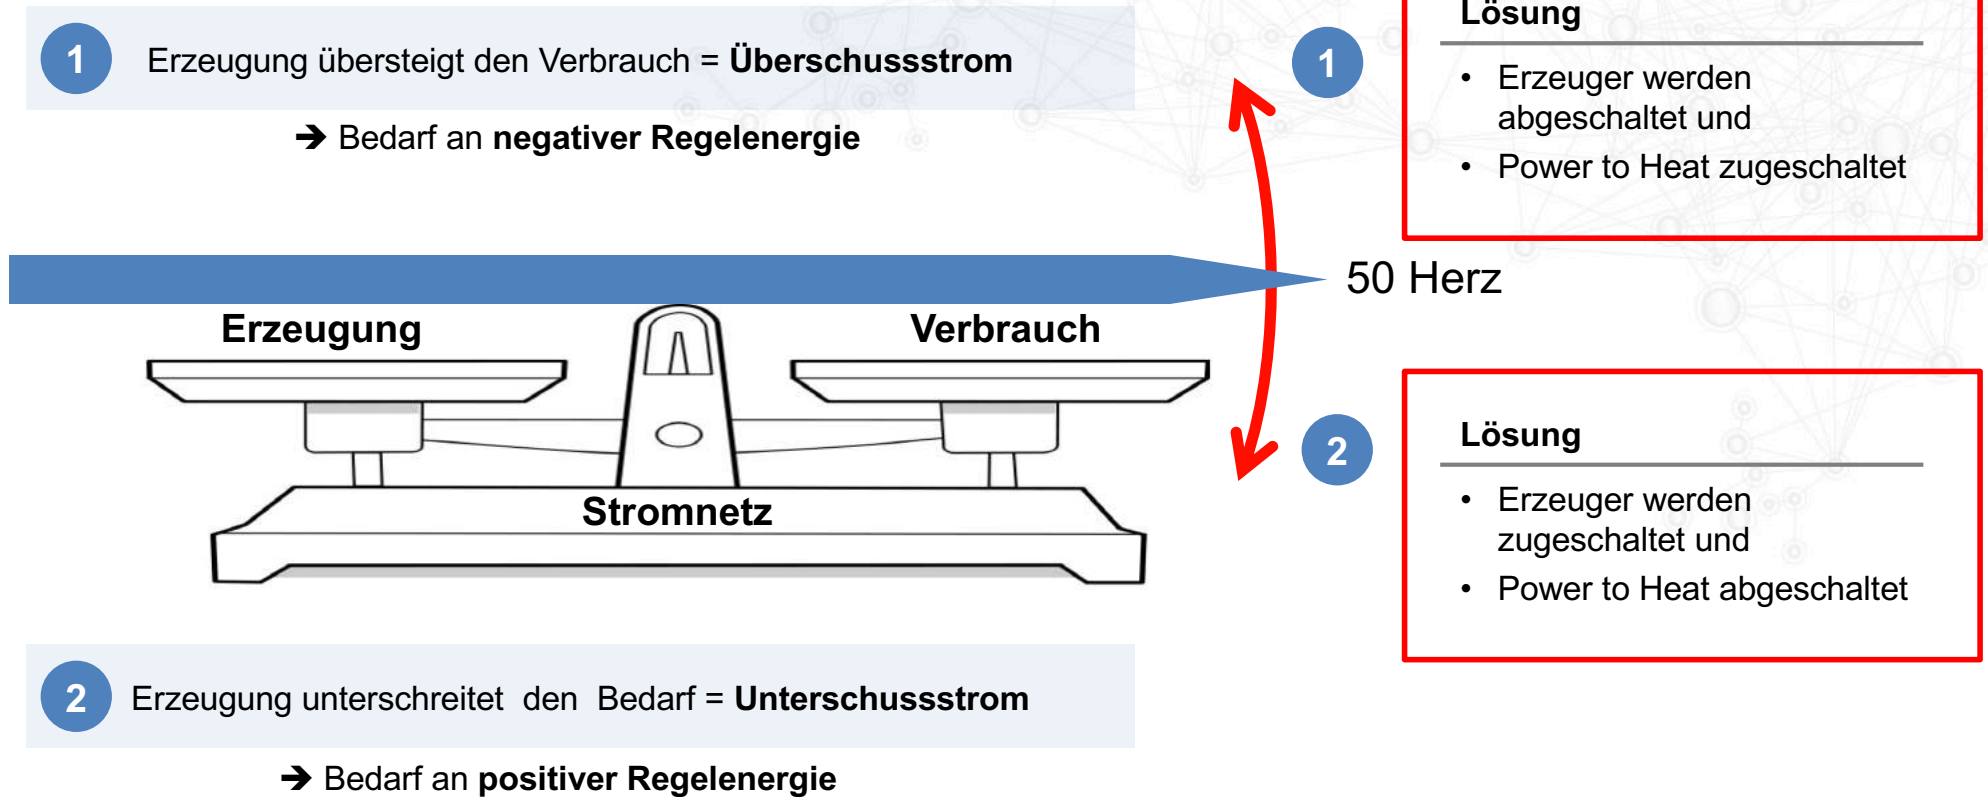 1 Erzeugung übersteigt den Verbrauch = Überschussstrom
➔ Bedarf an negativer Regelenergie
1
Lösung
• Erzeuger werden
abgeschaltet und
• Power to Heat zugeschaltet
50 Herz
Erzeugung
Verbrauch
Stromnetz
2
Lösung
• Erzeuger werden
zugeschaltet und
• Power to Heat abgeschaltet
2 Erzeugung unterschreitet den Bedarf = Unterschussstrom
➔ Bedarf an positiver Regelenergie